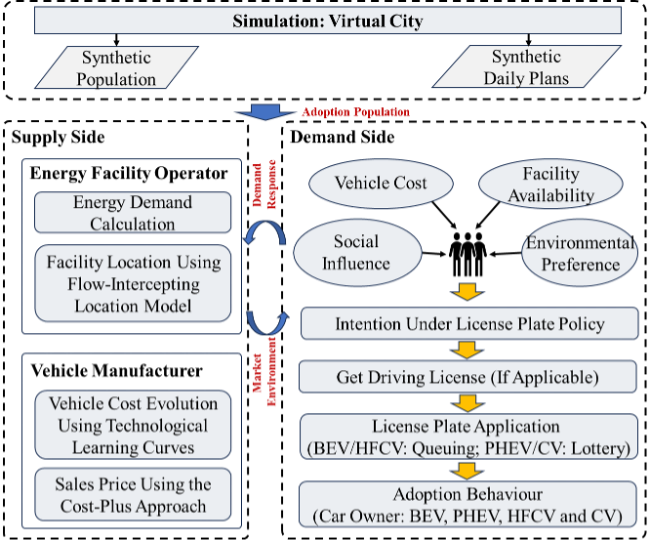 Simulation: Virtual City
Synthetic
Population
Synthetic
Daily Plans
Adoption Population
Supply Side
Energy Facility Operator
Energy Demand
Calculation
Facility Location Using
Flow-Intercepting
Location Model
Vehicle Manufacturer
Vehicle Cost Evolution
Using Technological
Learning Curves
Sales Price Using the
Cost-Plus Approach
Demand
Response
Market
Environment
Demand Side
Vehicle Cost
Facility
Availability
Social
Influence
Environmental
Preference
Intention Under License Plate Policy
Get Driving License (If Applicable)
License Plate Application
(BEV/HFCV: Queuing; PHEV/CV: Lottery)
Adoption Behaviour
(Car Owner: BEV, PHEV, HFCV and CV)